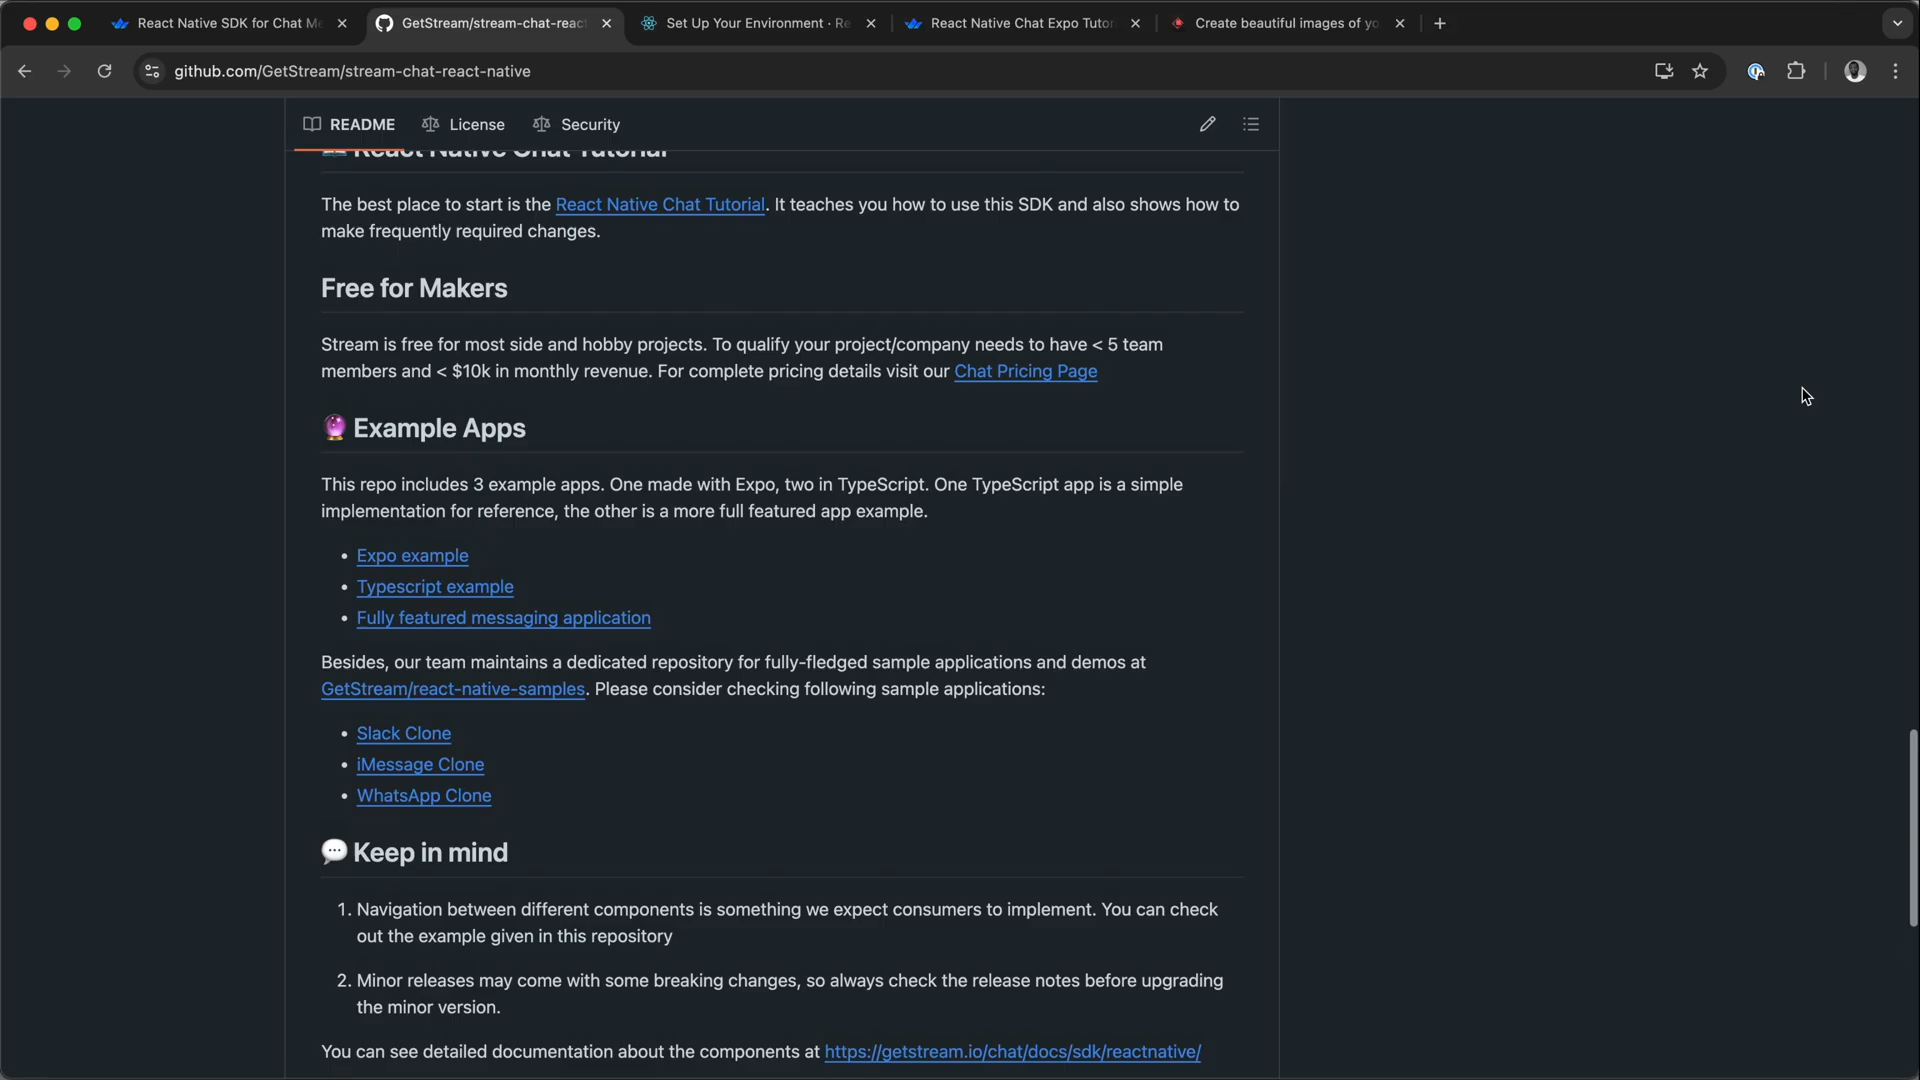 React Native SDK for Chat Me
GetStream/stream-chat-reac
Set Up Your Environment · Re
React Native Chat Expo Tutor
Create beautiful images of yo
github.com/GetStream/stream-chat-react-native
README
License
Security
React Native Chat Tutorial
The best place to start is the React Native Chat Tutorial. It teaches you how to use this SDK and also shows how to
make frequently required changes.
Free for Makers
Stream is free for most side and hobby projects. To qualify your project/company needs to have < 5 team
members and < $10k in monthly revenue. For complete pricing details visit our Chat Pricing Page
Example Apps
This repo includes 3 example apps. One made with Expo, two in TypeScript. One TypeScript app is a simple
implementation for reference, the other is a more full featured app example.
• Expo example
• Typescript example
• Fully featured messaging application
Besides, our team maintains a dedicated repository for fully-fledged sample applications and demos at
GetStream/react-native-samples. Please consider checking following sample applications:
• Slack Clone
• iMessage Clone
• WhatsApp Clone
Keep in mind
1. Navigation between different components is something we expect consumers to implement. You can check
out the example given in this repository
2. Minor releases may come with some breaking changes, so always check the release notes before upgrading
the minor version.
You can see detailed documentation about the components at https://getstream.io/chat/docs/sdk/reactnative/